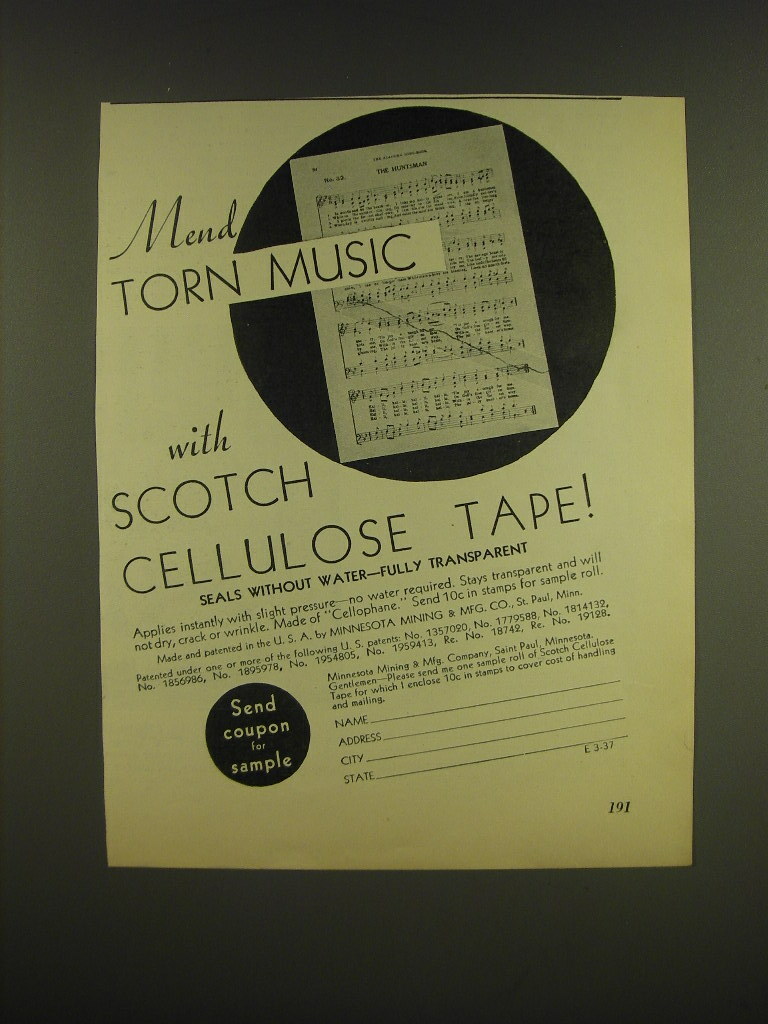 THE HUNTSMAN
No. 53.
Mend
TORN MUSIC
with
SCOTCH
CELLULOSE TAPE!
SEALS WITHOUT WATER—FULLY TRANSPARENT
Applies instantly with slight pressure—no water required. Stays transparent and will
not dry, crack or wrinkle. Made of "Cellophane." Send 10c in stamps for sample roll.
Made and patented in the U. S. A. by MINNESOTA MINING & MFG. CO., St. Paul, Minn.
Patented under one or more of the following U. S. patents: No. 1357020, No. 1779588, No. 1814132,
No. 1856986, No. 1895978, No. 1954805, No. 1959413, Re. No. 18742, Re. No. 19128.
Send
coupon
for
sample
Minnesota Mining & Mfg. Company, Saint Paul, Minnesota.
Gentlemen—Please send me one sample roll of Scotch Cellulose
Tape for which I enclose 10c in stamps to cover cost of handling
and mailing.
NAME
ADDRESS
CITY
STATE
E 3-37
191